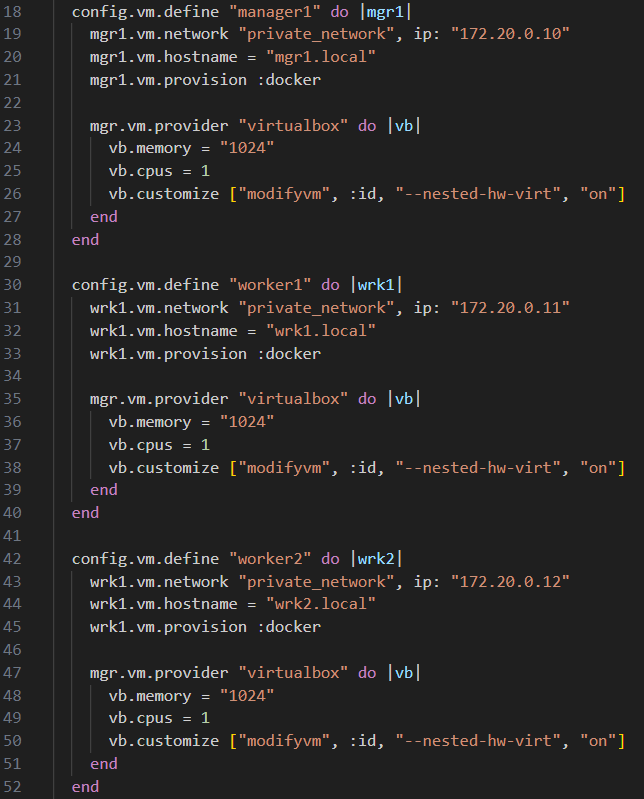 18 config.vm.define "manager1" do |mgr1|
19 mgr1.vm.network "private_network", ip: "172.20.0.10"
20 mgr1.vm.hostname = "mgr1.local"
21 mgr1.vm.provision :docker
22
23 mgr.vm.provider "virtualbox" do |vb|
24 vb.memory = "1024"
25 vb.cpus = 1
26 vb.customize ["modifyvm", :id, "--nested-hw-virt", "on"]
27 end
28 end
29
30 config.vm.define "worker1" do |wrk1|
31 wrk1.vm.network "private_network", ip: "172.20.0.11"
32 wrk1.vm.hostname = "wrk1.local"
33 wrk1.vm.provision :docker
34
35 mgr.vm.provider "virtualbox" do |vb|
36 vb.memory = "1024"
37 vb.cpus = 1
38 vb.customize ["modifyvm", :id, "--nested-hw-virt", "on"]
39 end
40 end
41
42 config.vm.define "worker2" do |wrk2|
43 wrk1.vm.network "private_network", ip: "172.20.0.12"
44 wrk1.vm.hostname = "wrk2.local"
45 wrk1.vm.provision :docker
46
47 mgr.vm.provider "virtualbox" do |vb|
48 vb.memory = "1024"
49 vb.cpus = 1
50 vb.customize ["modifyvm", :id, "--nested-hw-virt", "on"]
51 end
52 end